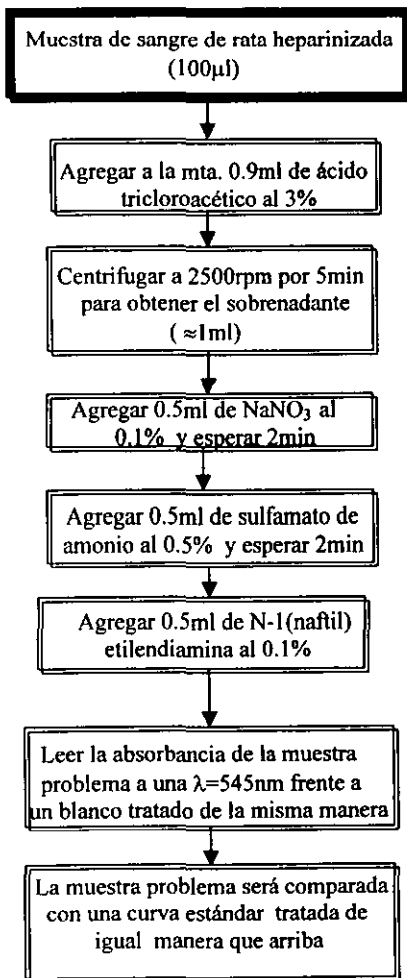 Muestra de sangre de rata heparinizada
(100μl)
Agregar a la mta. 0.9ml de ácido
tricloroacético al 3%
Centrifugar a 2500rpm por 5min
para obtener el sobrenadante
( ≈1ml)
Agregar 0.5ml de NaNO₃ al
0.1% y esperar 2min
Agregar 0.5ml de sulfamato de
amonio al 0.5% y esperar 2min
Agregar 0.5ml de N-1(naftil)
etilendiamina al 0.1%
Leer la absorbancia de la muestra
problema a una λ=545nm frente a
un blanco tratado de la misma manera
La muestra problema será comparada
con una curva estándar tratada de
igual manera que arriba